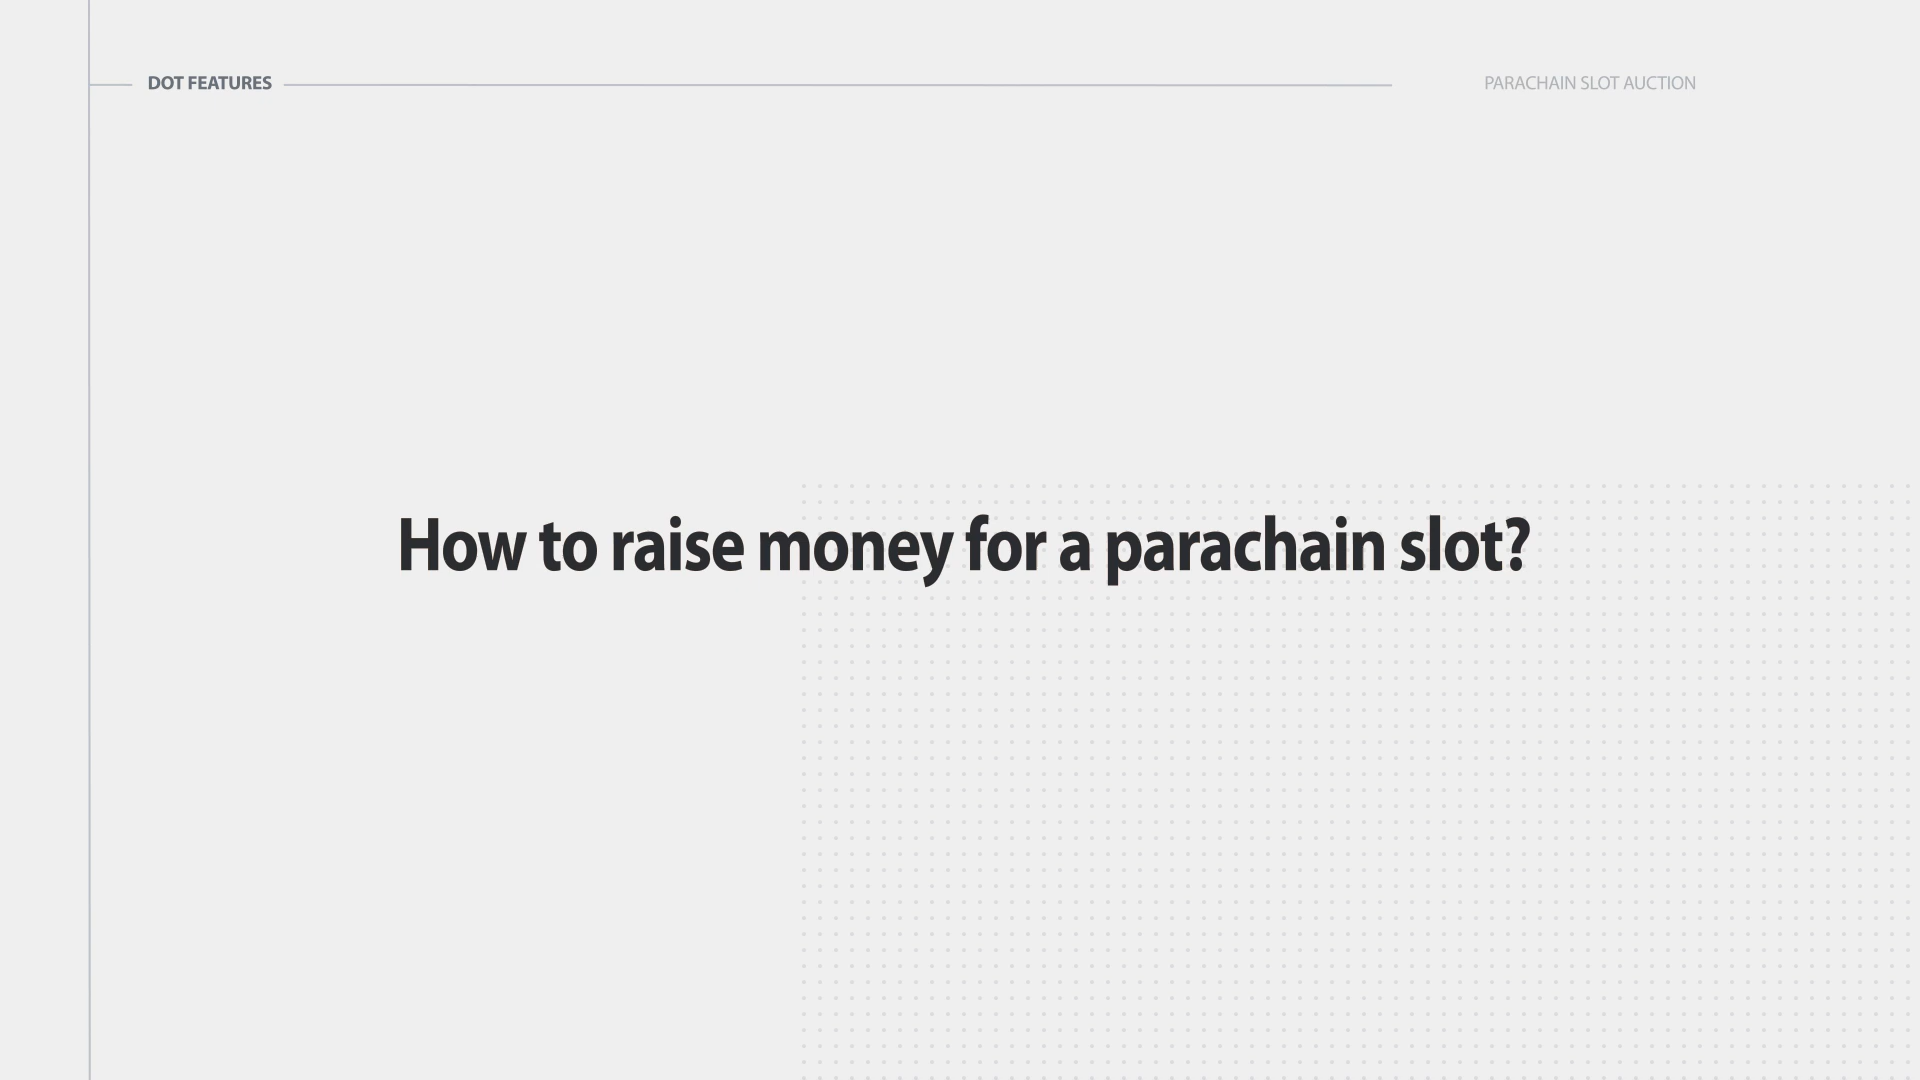 DOT FEATURES
PARACHAIN SLOT AUCTION
How to raise money for a parachain slot?